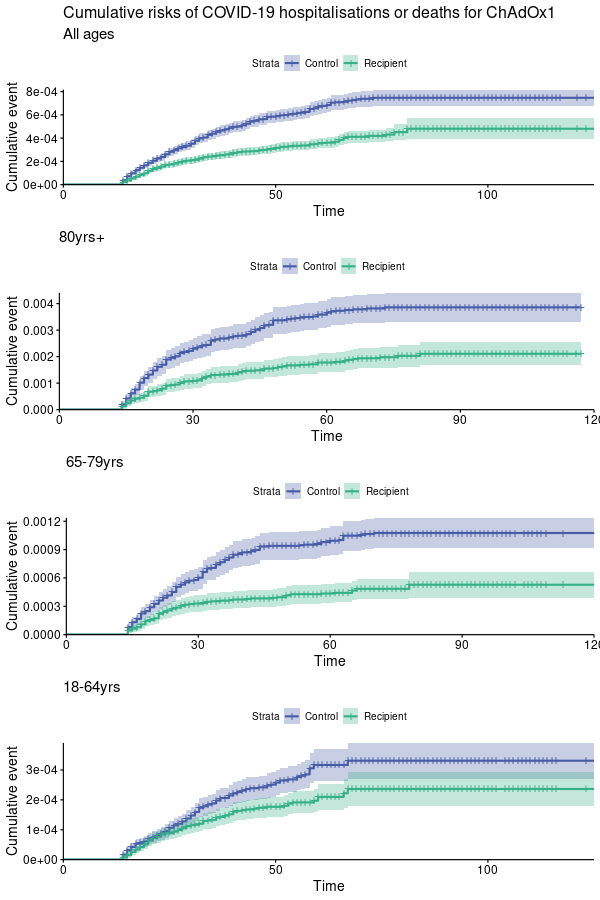 Cumulative risks of COVID-19 hospitalisations or deaths for ChAdOx1
All ages
Strata Control Recipient
8e-04
6e-04
4e-04
2e-04
0e+00
Cumulative event
0 50 100
Time
80yrs+
Strata Control Recipient
0.004
0.003
0.002
0.001
0.000
Cumulative event
0 30 60 90 120
Time
65-79yrs
Strata Control Recipient
0.0012
0.0009
0.0006
0.0003
0.0000
Cumulative event
0 30 60 90 120
Time
18-64yrs
Strata Control Recipient
3e-04
2e-04
1e-04
0e+00
Cumulative event
0 50 100
Time